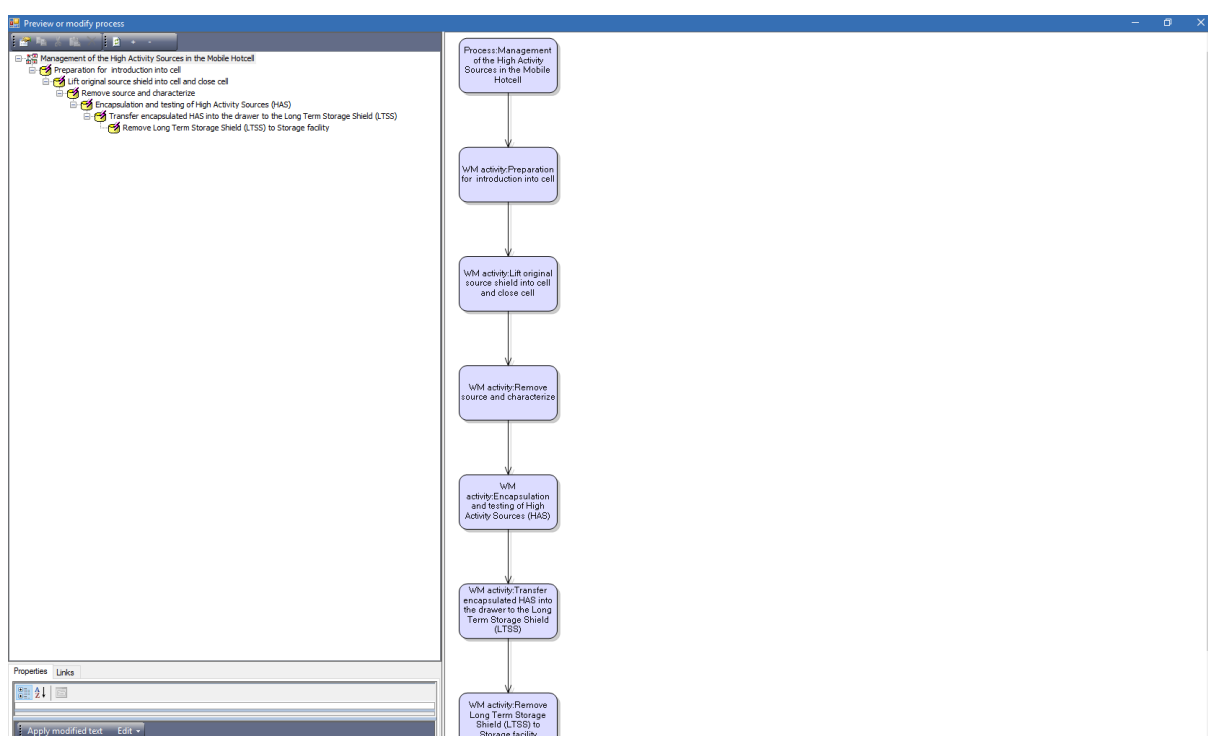 Preview or modify process
Management of the High Activity Sources in the Mobile Hotcell
Preparation for introduction into cell
Lift original source shield into cell and close cell
Remove source and characterize
Encapsulation and testing of High Activity Sources (HAS)
Transfer encapsulated HAS into the drawer to the Long Term Storage Shield (LTSS)
Remove Long Term Storage Shield (LTSS) to Storage facility
Properties
Links
Apply modified text
Edit
Process:Management
of the High Activity
Sources in the Mobile
Hotcell
WM activity:Preparation
for introduction into cell
WM activity:Lift original
source shield into cell
and close cell
WM activity:Remove
source and characterize
WM
activity:Encapsulation
and testing of High
Activity Sources (HAS)
WM activity:Transfer
encapsulated HAS into
the drawer to the Long
Term Storage Shield
(LTSS)
WM activity:Remove
Long Term Storage
Shield (LTSS) to
Storage facility